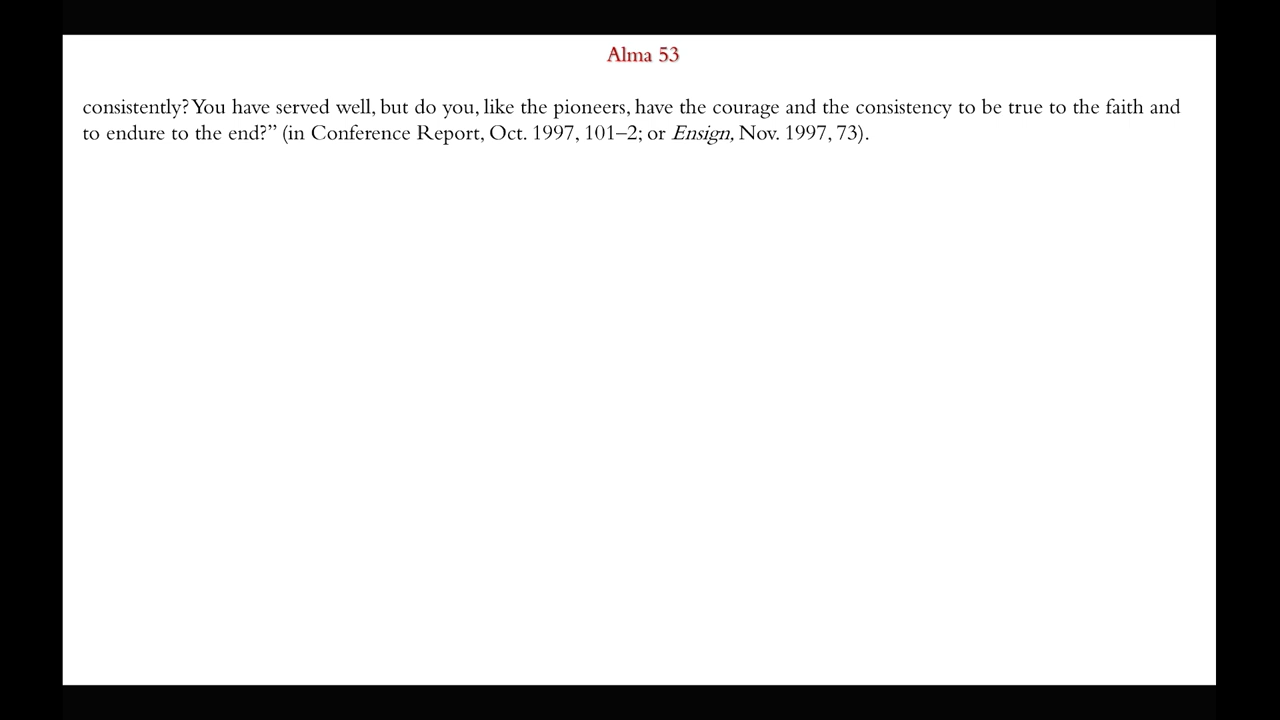 Alma 53
consistently? You have served well, but do you, like the pioneers, have the courage and the consistency to be true to the faith and
to endure to the end?” (in Conference Report, Oct. 1997, 101–2; or Ensign, Nov. 1997, 73).